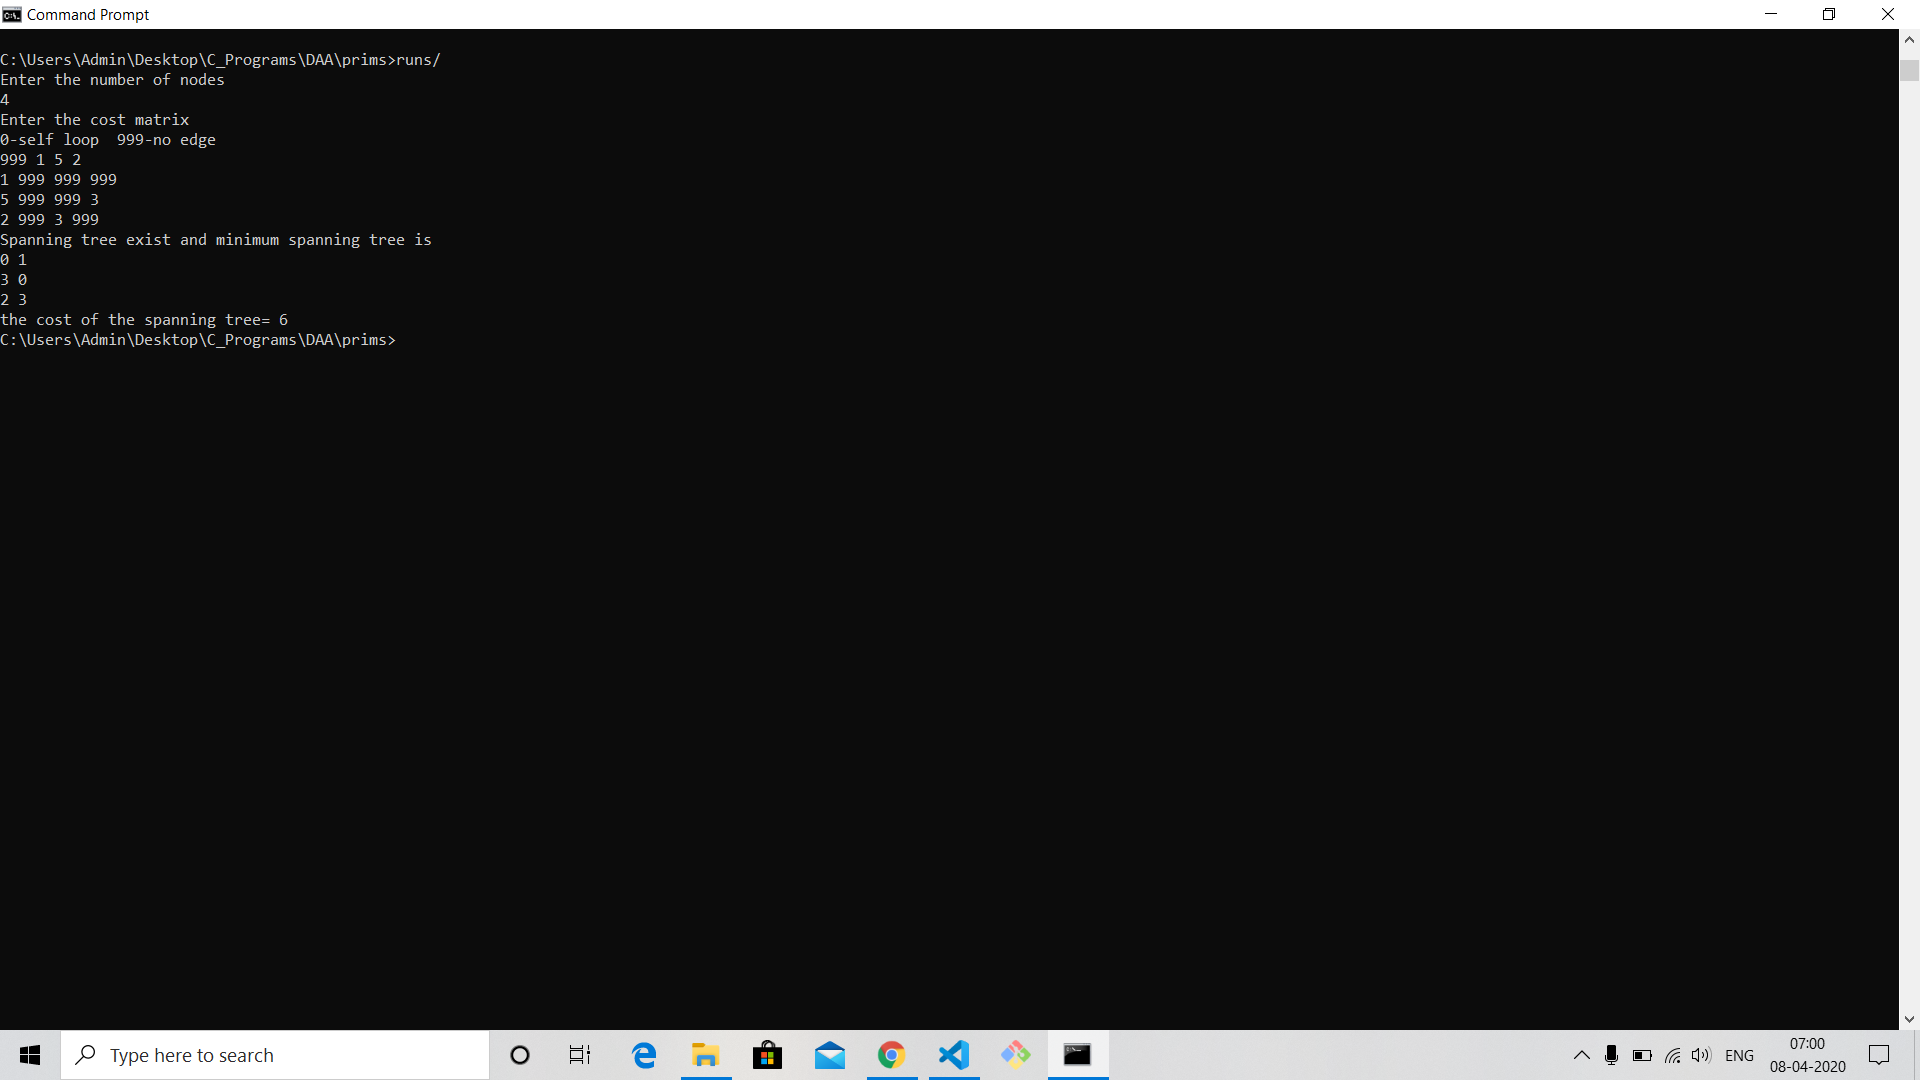 Command Prompt
C:\Users\Admin\Desktop\C_Programs\DAA\prims>runs/
Enter the number of nodes
4
Enter the cost matrix
0-self loop  999-no edge
999 1 5 2
1 999 999 999
5 999 999 3
2 999 3 999
Spanning tree exist and minimum spanning tree is
0 1
3 0
2 3
the cost of the spanning tree= 6
C:\Users\Admin\Desktop\C_Programs\DAA\prims>
Type here to search
ENG
07:00
08-04-2020